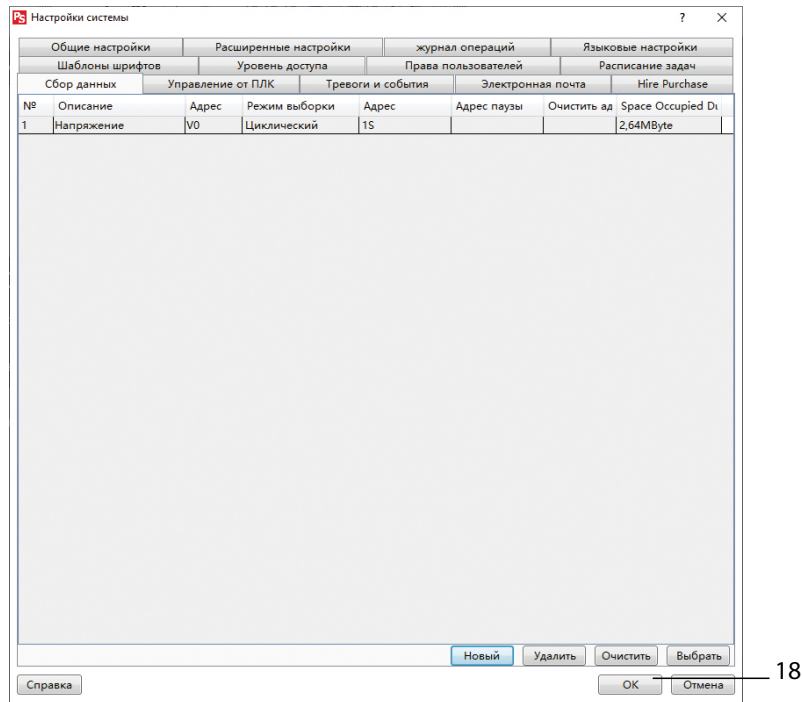 PS Настройки системы ? ×
Общие настройки Расширенные настройки журнал операций Языковые настройки
Шаблоны шрифтов Уровень доступа Права пользователей Расписание задач
Сбор данных Управление от ПЛК Тревоги и события Электронная почта Hire Purchase
№ Описание Адрес Режим выборки Адрес Адрес паузы Очистить ад Space Occupied Du
1 Напряжение V0 Циклический 1S 2,64MByte
Новый Удалить Очистить Выбрать
Справка OK Отмена 18